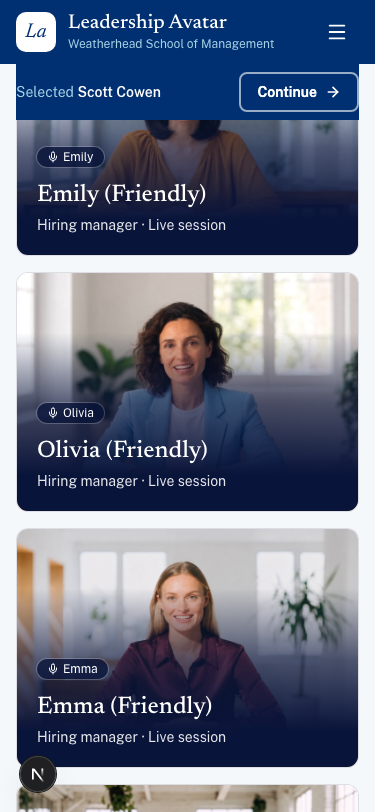 La
Leadership Avatar
Weatherhead School of Management
Selected Scott Cowen
Continue →
Emily
Emily (Friendly)
Hiring manager · Live session
Olivia
Olivia (Friendly)
Hiring manager · Live session
Emma
Emma (Friendly)
Hiring manager · Live session
N